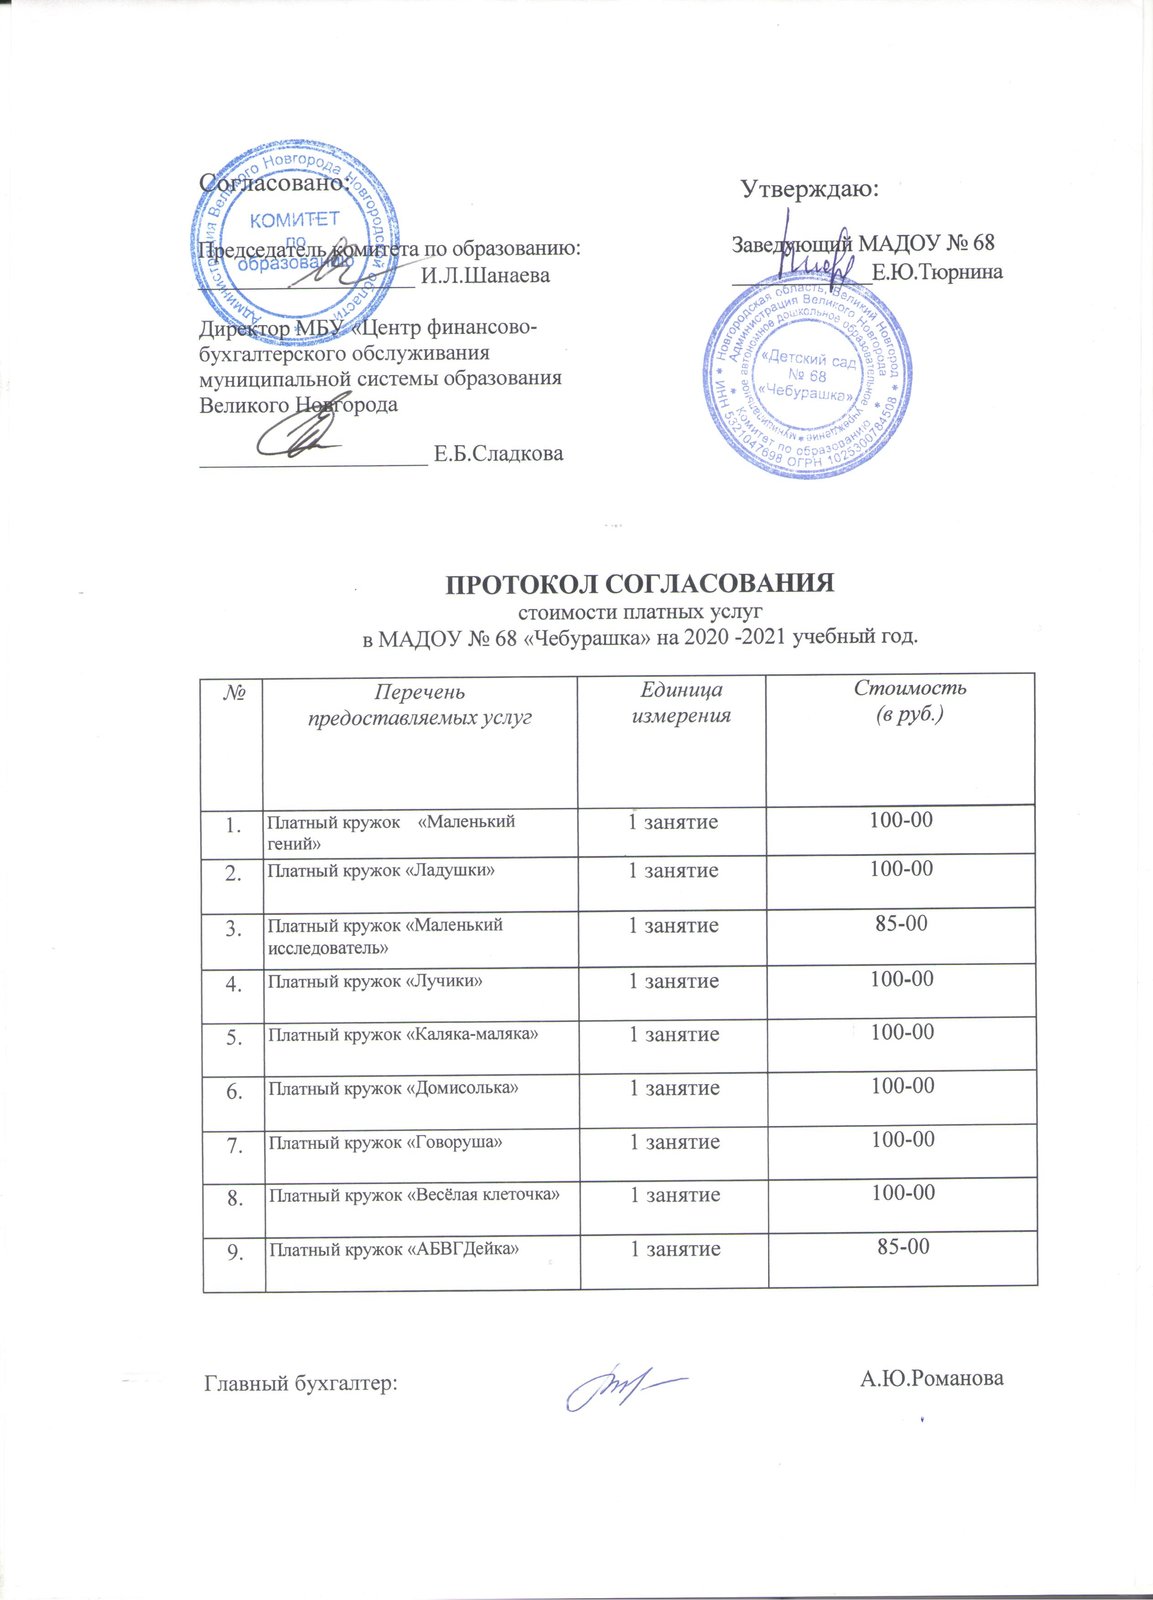 Согласовано:
Председатель комитета по образованию:
И.Л.Шанаева
Директор МБУ «Центр финансово-
бухгалтерского обслуживания
муниципальной системы образования
Великого Новгорода
Е.Б.Сладкова
Администрация Великого Новгорода Новгородской области
КОМИТЕТ
по
образованию
Утверждаю:
Заведующий МАДОУ № 68
Е.Ю.Тюрнина
Новгородская область, Великий Новгород * ИНН 5321047698 ОГРН 1025300784508 *
Администрация Великого Новгорода * Комитет по образованию *
муниципальное автономное дошкольное образовательное учреждение *
«Детский сад
№ 68
«Чебурашка»
ПРОТОКОЛ СОГЛАСОВАНИЯ
стоимости платных услуг
в МАДОУ № 68 «Чебурашка» на 2020 -2021 учебный год.
№ Перечень предоставляемых услуг Единица измерения Стоимость (в руб.)
1. Платный кружок «Маленький гений» 1 занятие 100-00
2. Платный кружок «Ладушки» 1 занятие 100-00
3. Платный кружок «Маленький исследователь» 1 занятие 85-00
4. Платный кружок «Лучики» 1 занятие 100-00
5. Платный кружок «Каляка-маляка» 1 занятие 100-00
6. Платный кружок «Домисолька» 1 занятие 100-00
7. Платный кружок «Говоруша» 1 занятие 100-00
8. Платный кружок «Весёлая клеточка» 1 занятие 100-00
9. Платный кружок «АБВГДейка» 1 занятие 85-00
Главный бухгалтер: А.Ю.Романова